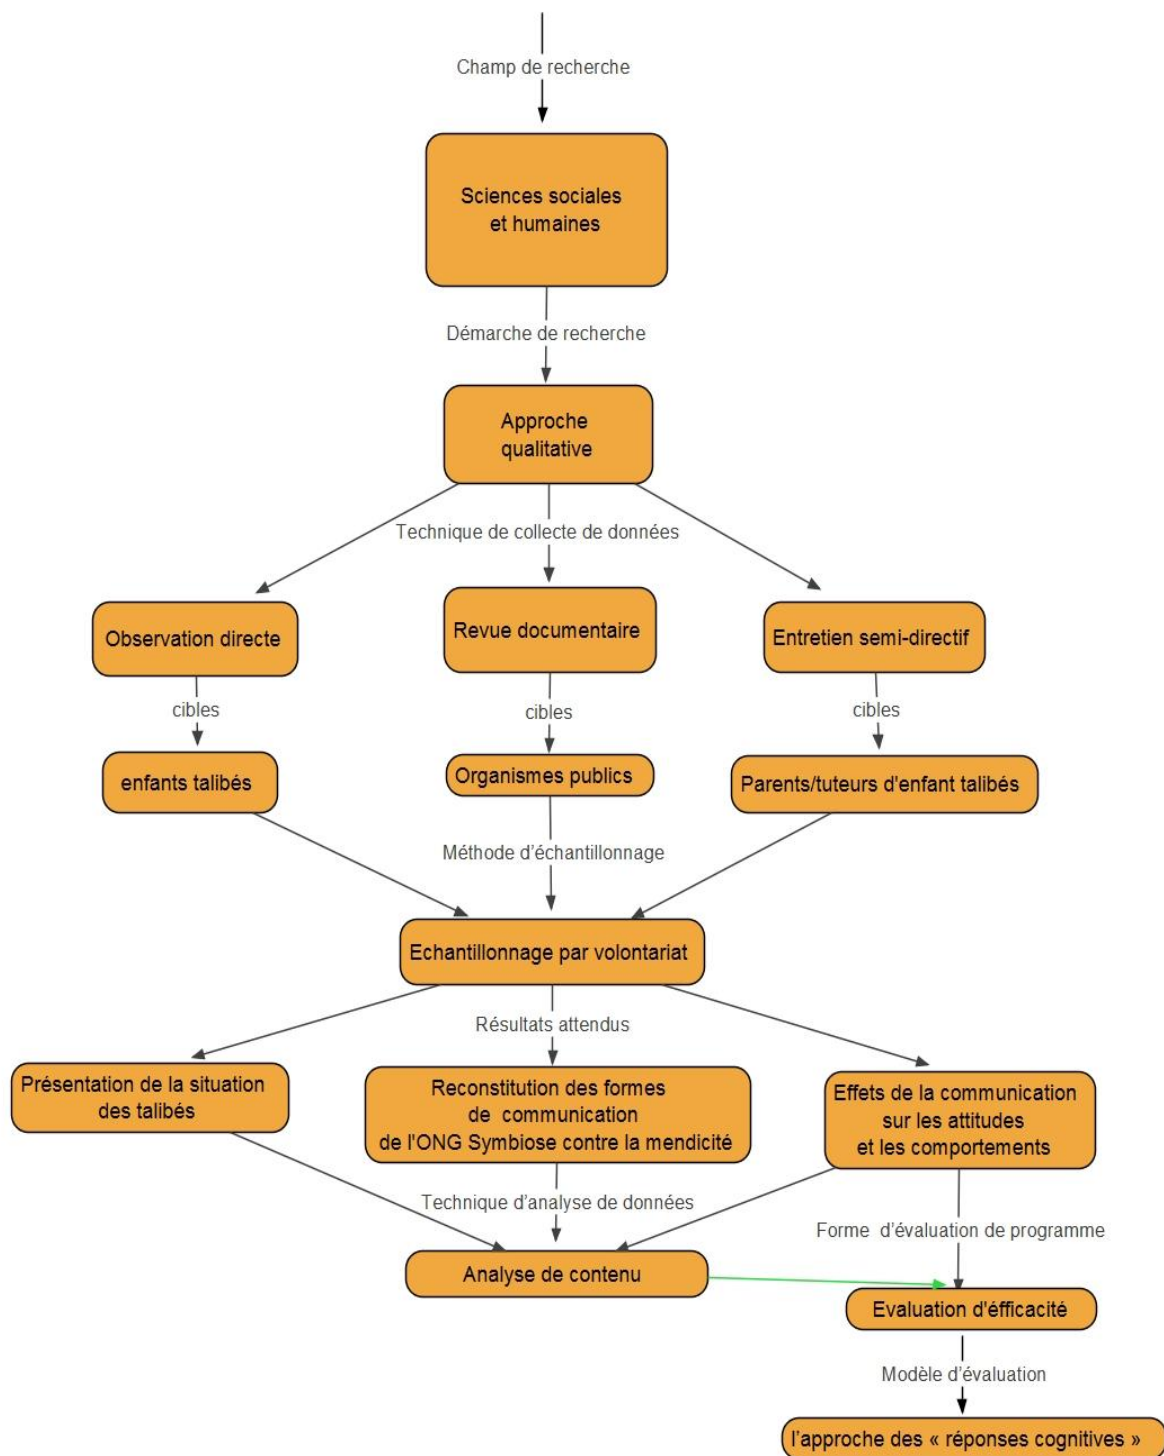 Champ de recherche
Sciences sociales
et humaines
Démarche de recherche
Approche
qualitative
Technique de collecte de données
Observation directe
Revue documentaire
Entretien semi-directif
cibles
cibles
cibles
enfants talibés
Organismes publics
Parents/tuteurs d'enfant talibés
Méthode d'échantillonnage
Echantillonnage par volontariat
Résultats attendus
Présentation de la situation
des talibés
Reconstitution des formes
de communication
de l'ONG Symbiose contre la mendicité
Effets de la communication
sur les attitudes
et les comportements
Technique d'analyse de données
Forme d'évaluation de programme
Analyse de contenu
Evaluation d'éfficacité
Modèle d'évaluation
l'approche des « réponses cognitives »